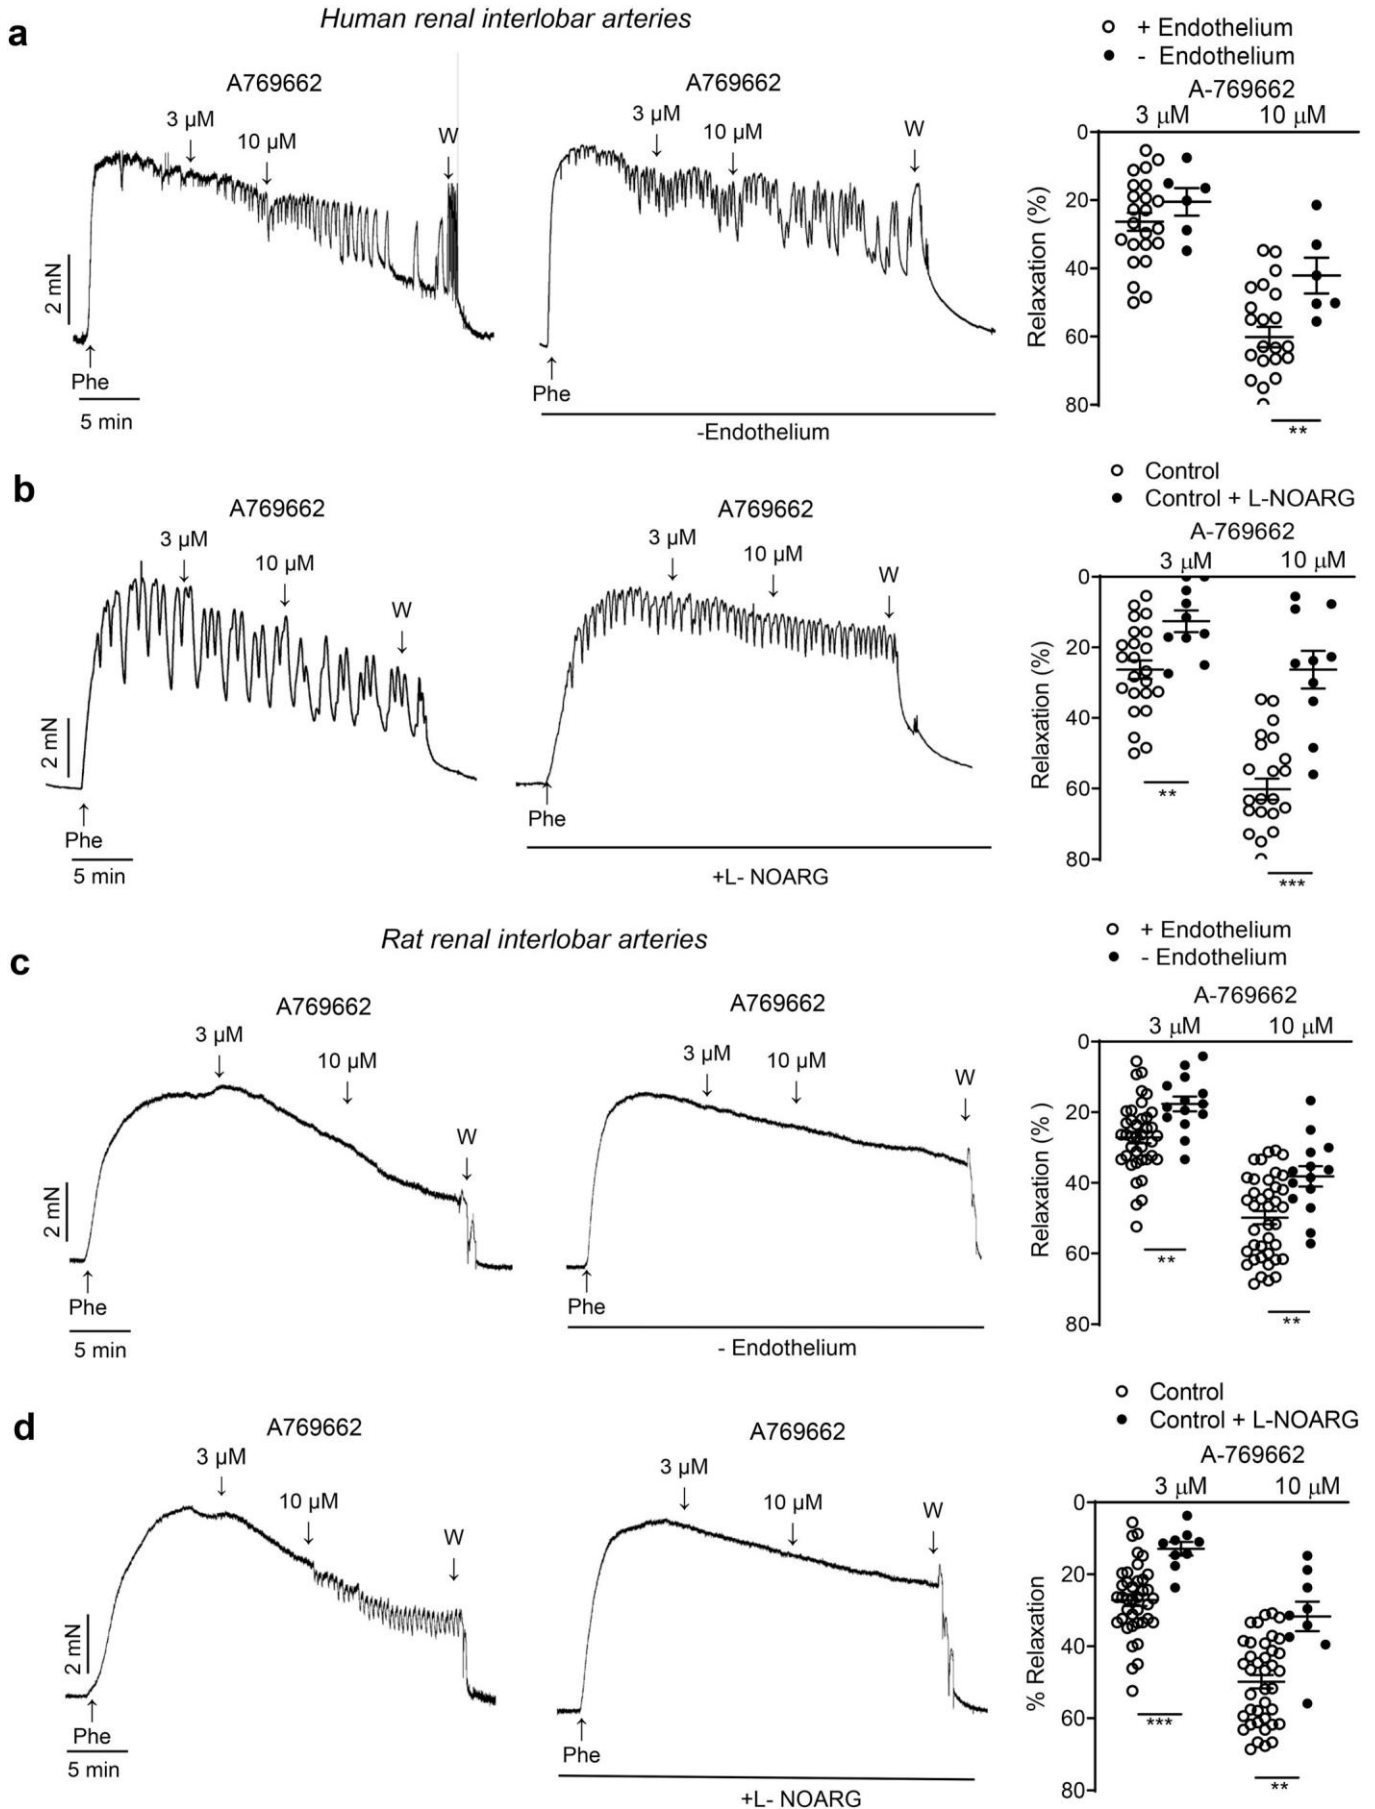 a
Human renal interlobar arteries
A769662
3 µM
10 µM
W
2 mN
Phe
5 min
A769662
3 µM
10 µM
W
Phe
-Endothelium
+ Endothelium
- Endothelium
A-769662
3 µM 10 µM
Relaxation (%)
0
20
40
60
80
**
b
A769662
3 µM
10 µM
W
2 mN
Phe
5 min
A769662
3 µM
10 µM
W
Phe
+L- NOARG
Control
Control + L-NOARG
A-769662
3 µM 10 µM
Relaxation (%)
0
20
40
60
80
**
***
Rat renal interlobar arteries
c
A769662
3 µM
10 µM
W
2 mN
Phe
5 min
A769662
3 µM
10 µM
W
Phe
- Endothelium
+ Endothelium
- Endothelium
A-769662
3 µM 10 µM
Relaxation (% )
0
20
40
60
80
**
**
d
A769662
3 µM
10 µM
W
2 mN
Phe
5 min
A769662
3 µM
10 µM
W
Phe
+L- NOARG
Control
Control + L-NOARG
A-769662
3 µM 10 µM
% Relaxation
0
20
40
60
80
***
**